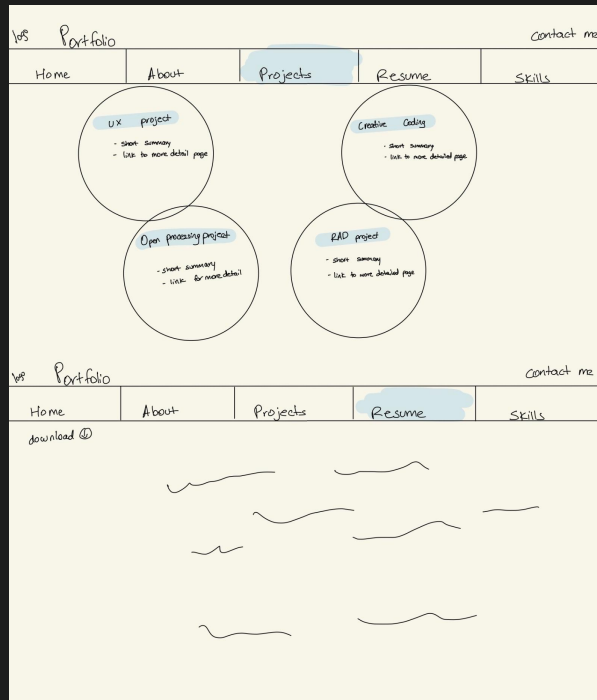 logo Portfolio Contact me
Home About Projects Resume Skills
UX project
- short summary
- link to more detail page
Creative Coding
- short summary
- link to more detailed page
Open processing project
- short summary
- link for more detail
RAD project
- short summary
- link to more detailed page
logo Portfolio Contact me
Home About Projects Resume Skills
download